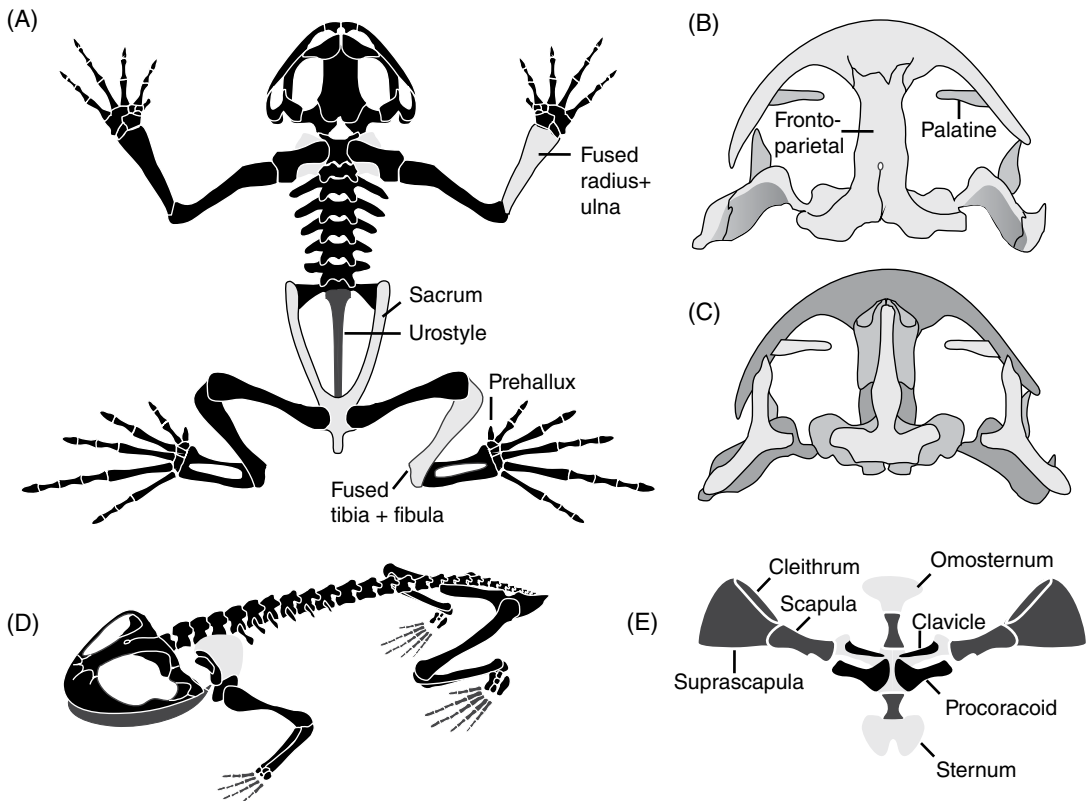 (A)
Fused
radius+
ulna
Sacrum
Urostyle
Prehallux
Fused
tibia + fibula
(B)
Fronto-
parietal
Palatine
(C)
(D)
(E)
Cleithrum
Omosternum
Scapula
Clavicle
Suprascapula
Procoracoid
Sternum